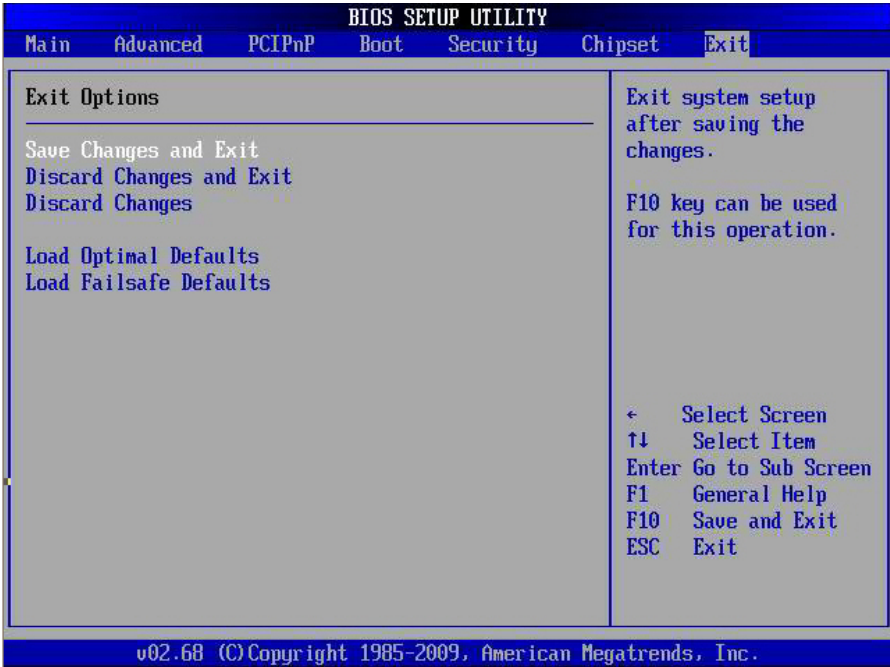 BIOS SETUP UTILITY
Main Advanced PCIPnP Boot Security Chipset Exit
Exit Options
Save Changes and Exit
Discard Changes and Exit
Discard Changes
Load Optimal Defaults
Load Failsafe Defaults
Exit system setup
after saving the
changes.
F10 key can be used
for this operation.
← Select Screen
↑↓ Select Item
Enter Go to Sub Screen
F1 General Help
F10 Save and Exit
ESC Exit
v02.68 (C)Copyright 1985-2009, American Megatrends, Inc.